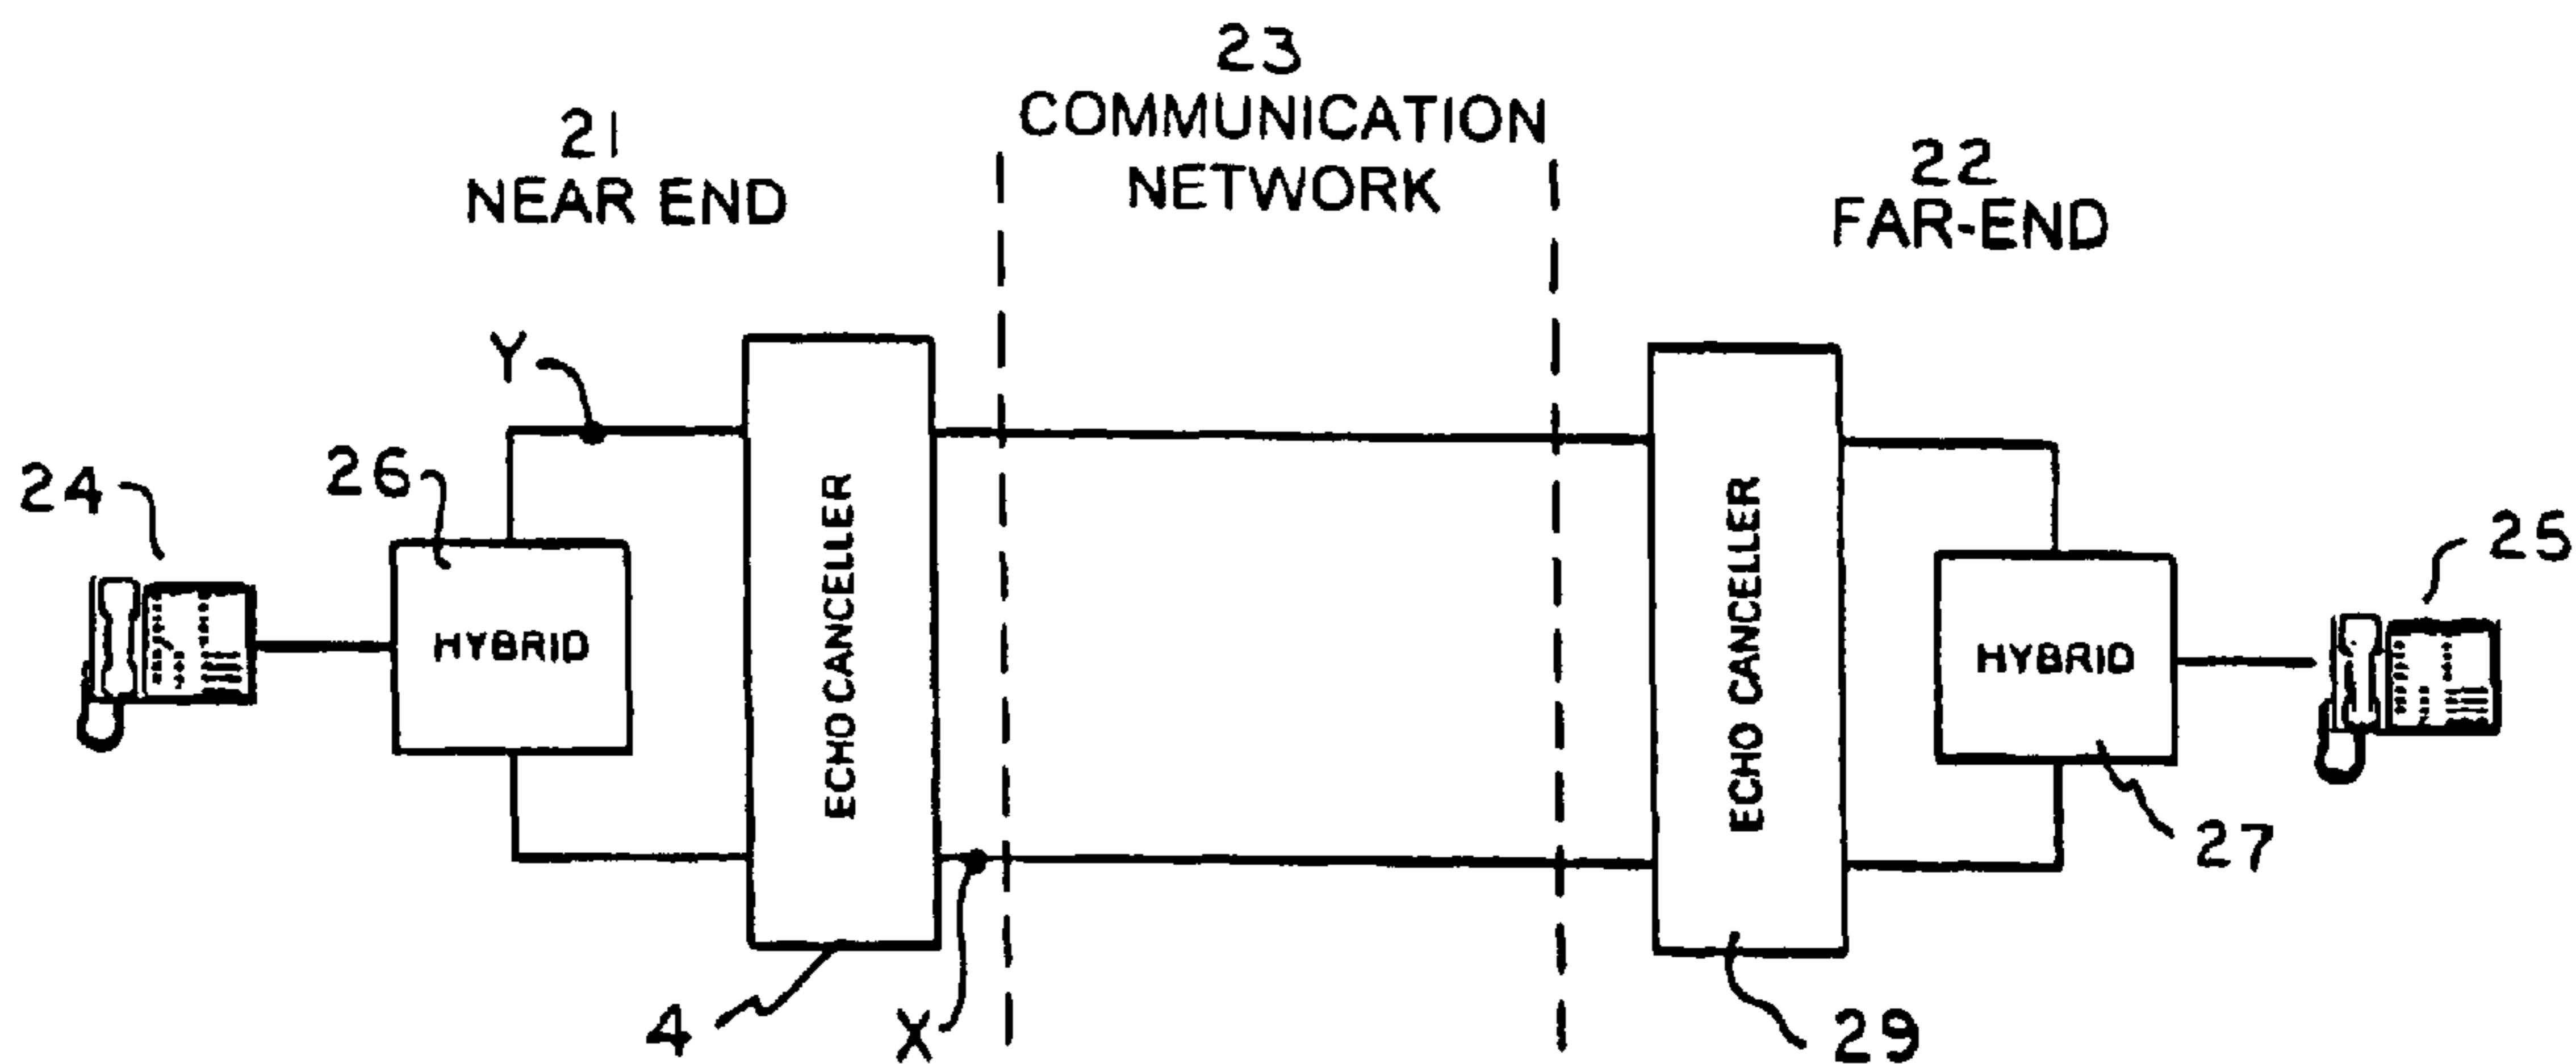 23
COMMUNICATION
NETWORK
21
NEAR END
22
FAR-END
Y
26
24
HYBRID
ECHO CANCELLER
ECHO CANCELLER
HYBRID
25
27
4
X
29